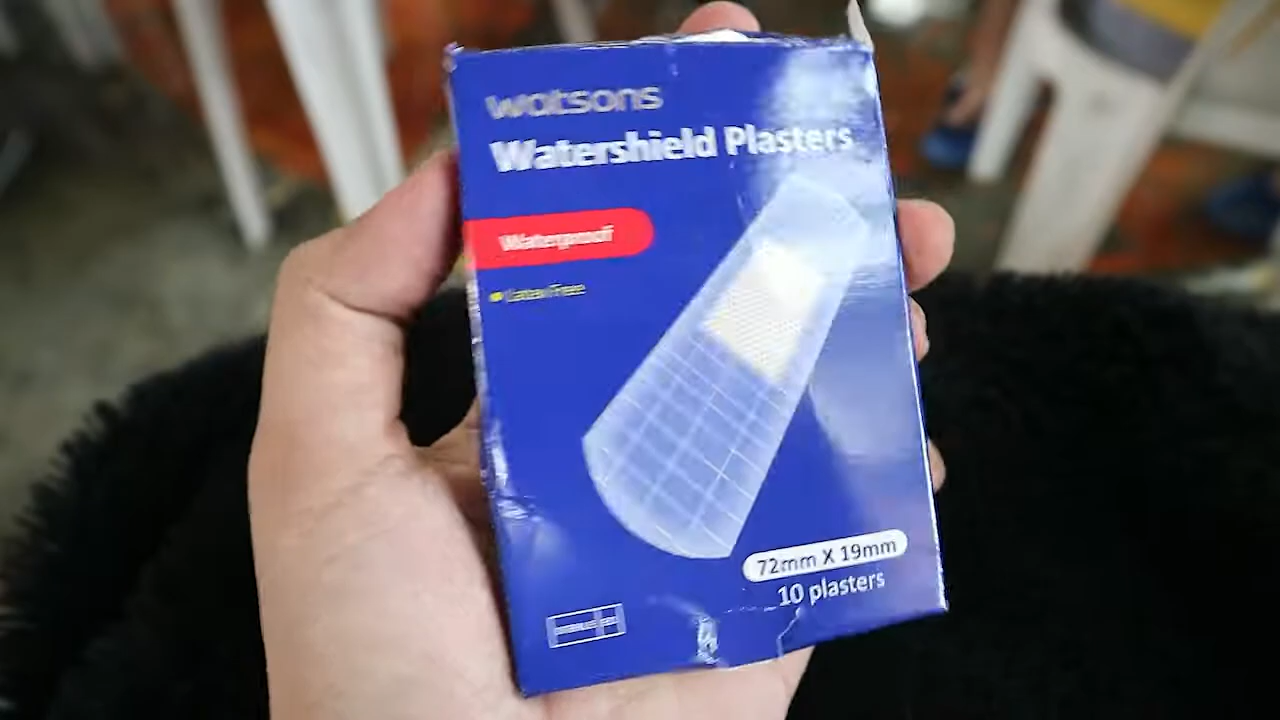 watsons
Watershield Plasters
Waterproof
Latex Free
72mm X 19mm
10 plasters